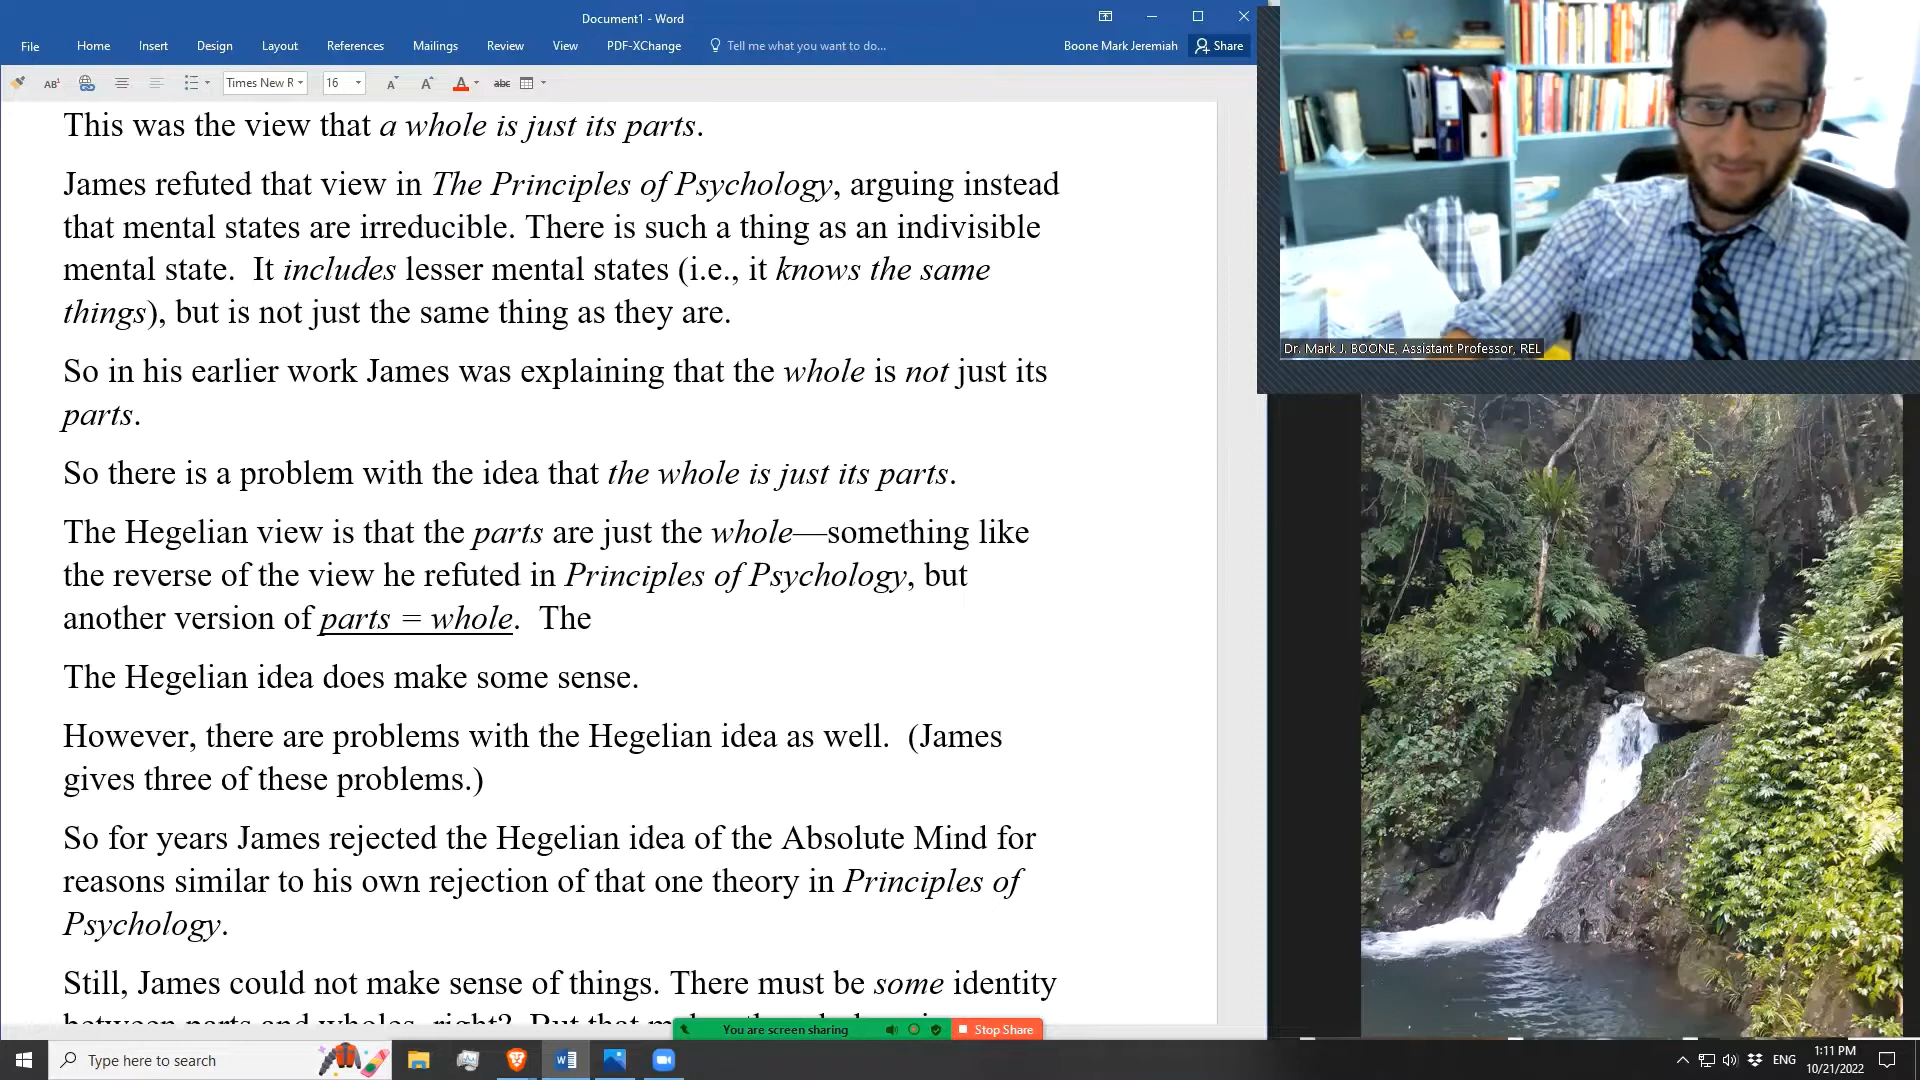 Document1 - Word
File Home Insert Design Layout References Mailings Review View PDF-XChange Tell me what you want to do... Boone Mark Jeremiah Share
AB¹ Times New R 16 A A A abc
This was the view that a whole is just its parts.
James refuted that view in The Principles of Psychology, arguing instead
that mental states are irreducible. There is such a thing as an indivisible
mental state.  It includes lesser mental states (i.e., it knows the same
things), but is not just the same thing as they are.
So in his earlier work James was explaining that the whole is not just its
parts.
So there is a problem with the idea that the whole is just its parts.
The Hegelian view is that the parts are just the whole—something like
the reverse of the view he refuted in Principles of Psychology, but
another version of parts = whole.  The
The Hegelian idea does make some sense.
However, there are problems with the Hegelian idea as well.  (James
gives three of these problems.)
So for years James rejected the Hegelian idea of the Absolute Mind for
reasons similar to his own rejection of that one theory in Principles of
Psychology.
Still, James could not make sense of things. There must be some identity
between parts and wholes, right?  But that
Dr. Mark J. BOONE, Assistant Professor, REL
You are screen sharing Stop Share
Type here to search
ENG
1:11 PM
10/21/2022